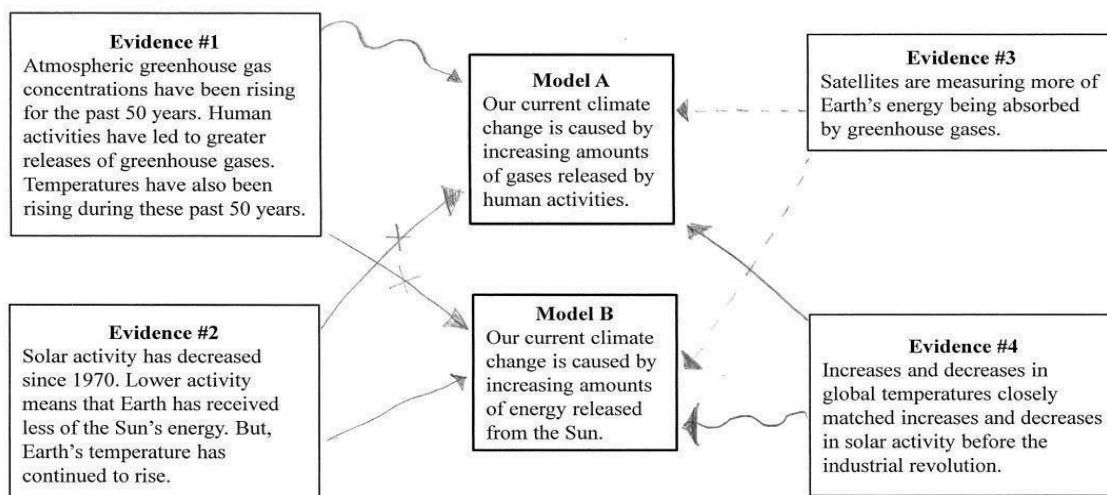 Evidence #1
Atmospheric greenhouse gas
concentrations have been rising
for the past 50 years. Human
activities have led to greater
releases of greenhouse gases.
Temperatures have also been
rising during these past 50 years.
Evidence #2
Solar activity has decreased
since 1970. Lower activity
means that Earth has received
less of the Sun’s energy. But,
Earth’s temperature has
continued to rise.
Model A
Our current climate
change is caused by
increasing amounts
of gases released by
human activities.
Model B
Our current climate
change is caused by
increasing amounts
of energy released
from the Sun.
Evidence #3
Satellites are measuring more of
Earth’s energy being absorbed
by greenhouse gases.
Evidence #4
Increases and decreases in
global temperatures closely
matched increases and decreases
in solar activity before the
industrial revolution.